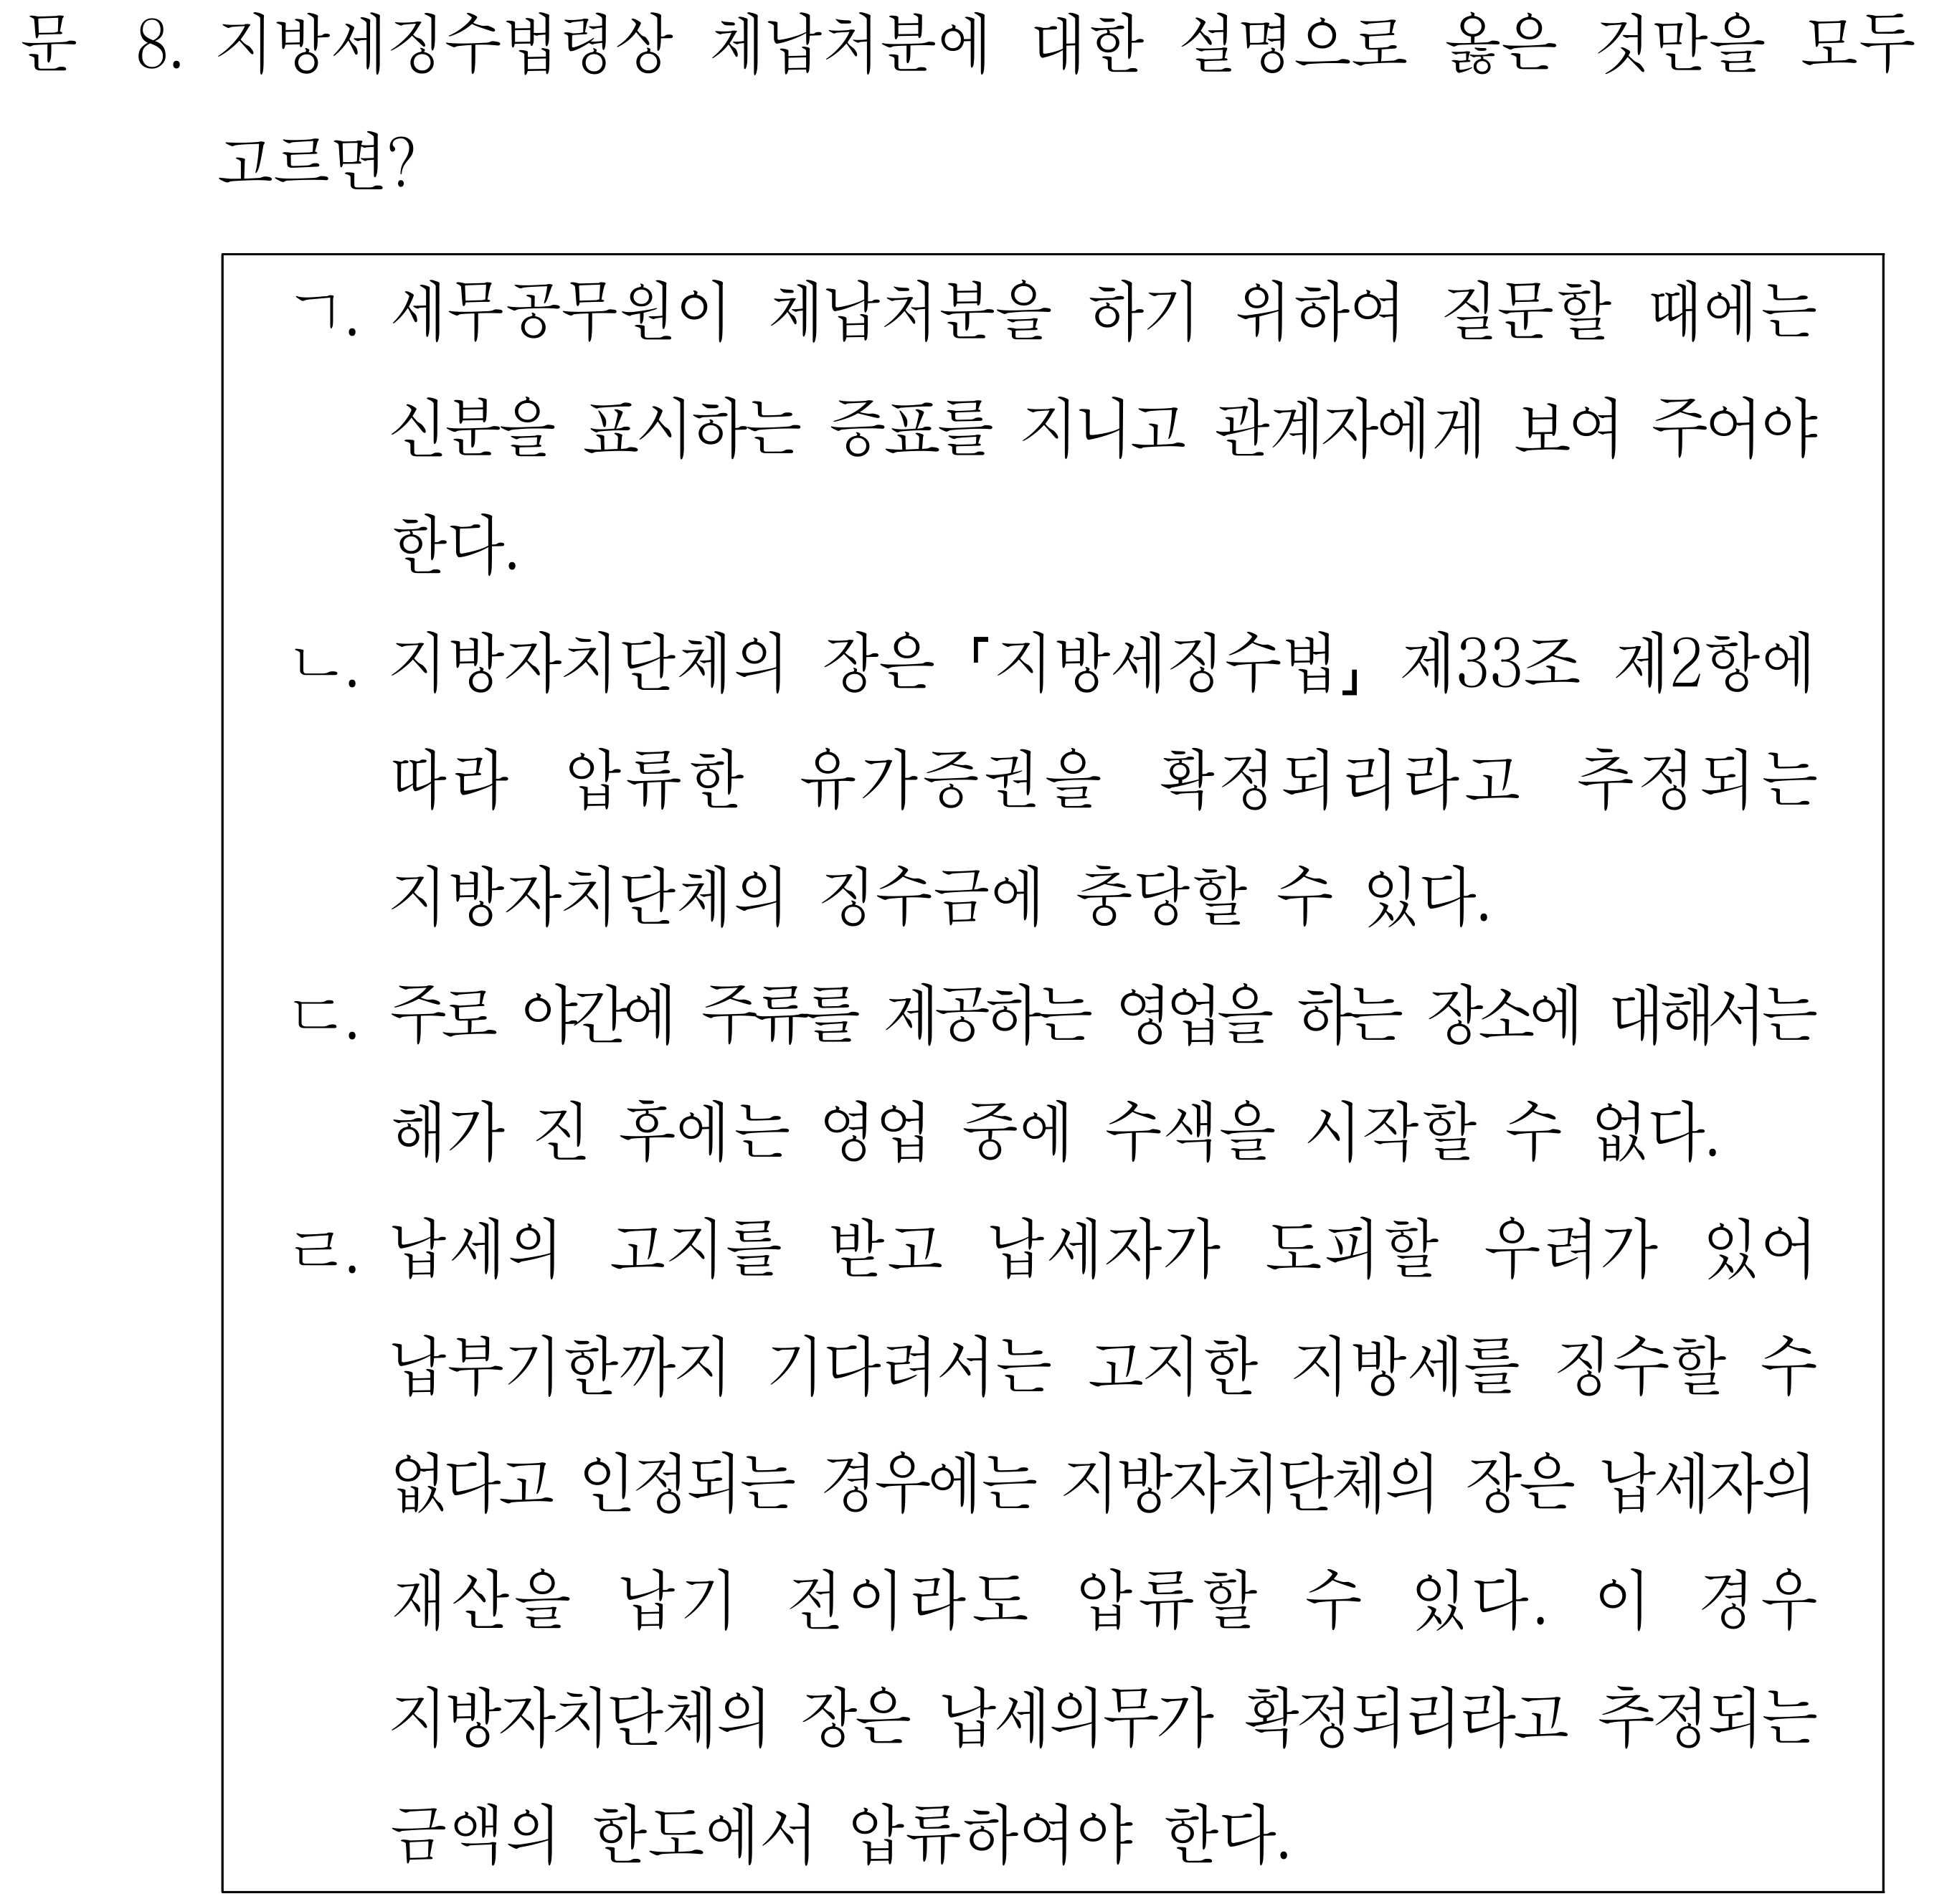 문 8. 지방세징수법령상 체납처분에 대한 설명으로 옳은 것만을 모두
고르면?
ㄱ. 세무공무원이 체납처분을 하기 위하여 질문할 때에는
신분을 표시하는 증표를 지니고 관계자에게 보여 주어야
한다.
ㄴ. 지방자치단체의 장은 「지방세징수법」 제33조 제2항에
따라 압류한 유가증권을 확정되리라고 추정되는
지방자치단체의 징수금에 충당할 수 있다.
ㄷ. 주로 야간에 주류를 제공하는 영업을 하는 장소에 대해서는
해가 진 후에는 영업 중에 수색을 시작할 수 없다.
ㄹ. 납세의 고지를 받고 납세자가 도피할 우려가 있어
납부기한까지 기다려서는 고지한 지방세를 징수할 수
없다고 인정되는 경우에는 지방자치단체의 장은 납세자의
재산을 납기 전이라도 압류할 수 있다. 이 경우
지방자치단체의 장은 납세의무가 확정되리라고 추정되는
금액의 한도에서 압류하여야 한다.